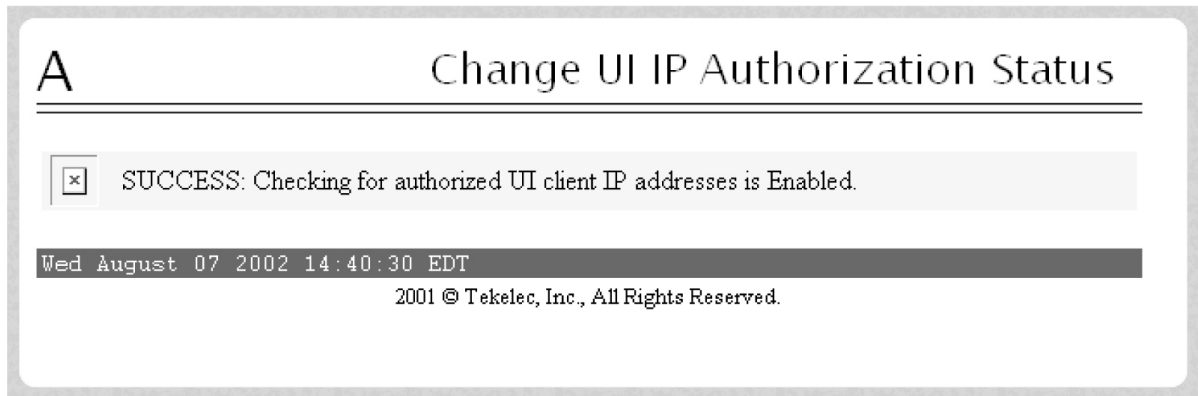 A
Change UI IP Authorization Status
SUCCESS: Checking for authorized UI client IP addresses is Enabled.
Wed August 07 2002 14:40:30 EDT
2001 © Tekelec, Inc., All Rights Reserved.